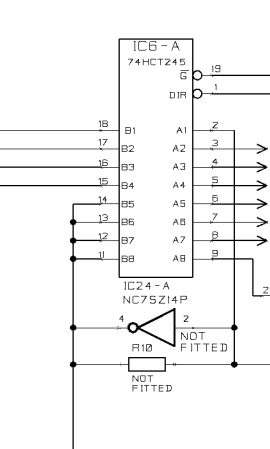 IC6-A
74HCT245
G 19
DIR 1
18 B1 A1 2
17 B2 A2 3
16 B3 A3 4
15 B4 A4 5
14 B5 A5 6
13 B6 A6 7
12 B7 A7 8
11 B8 A8 9
IC24-A
NC7SZ14P
2
4 2
NOT
FITTED
R10
NOT
FITTED